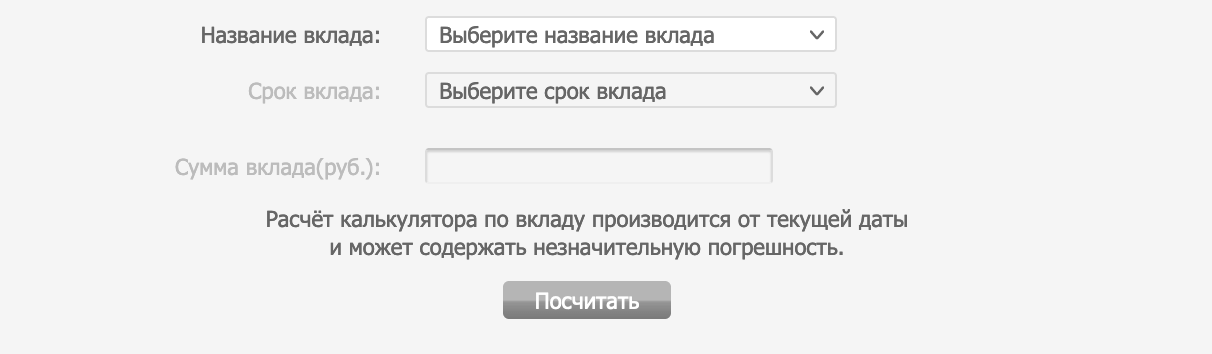 Название вклада: Выберите название вклада
Срок вклада: Выберите срок вклада
Сумма вклада(руб.):
Расчёт калькулятора по вкладу производится от текущей даты
и может содержать незначительную погрешность.
Посчитать